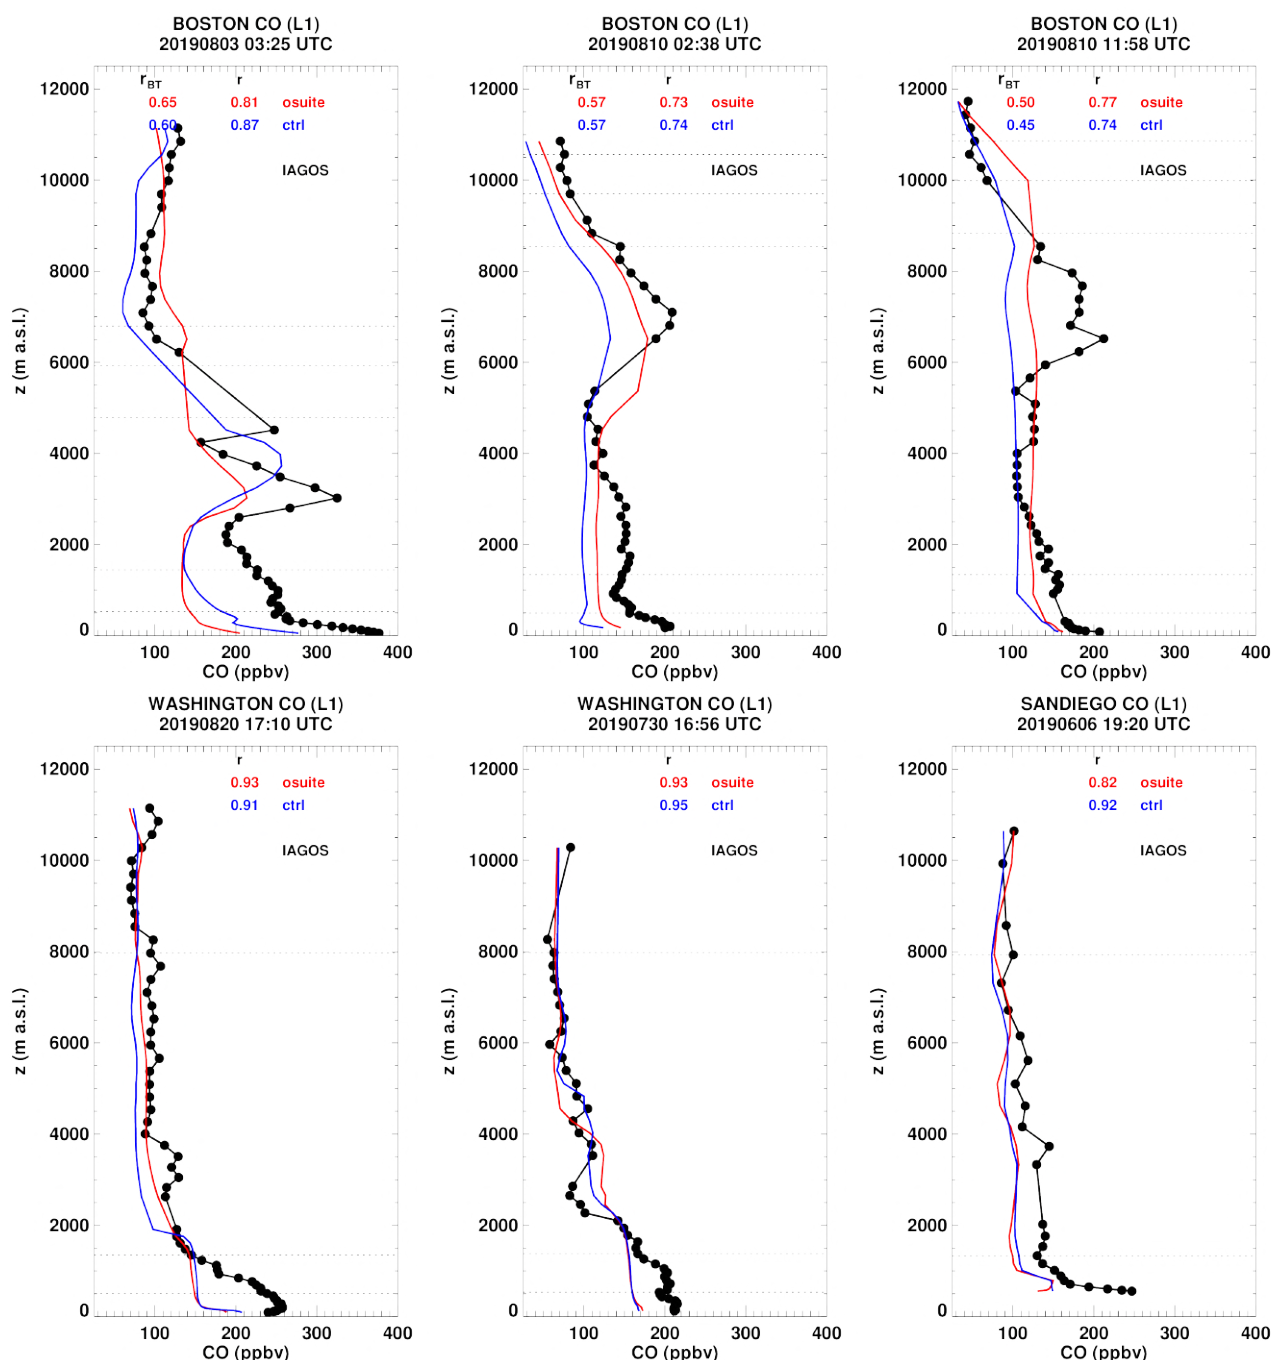 BOSTON CO (L1)
20190803 03:25 UTC
r_BT r
0.65 0.81 osuite
0.60 0.87 ctrl
IAGOS
12000
10000
8000
6000
4000
2000
0
z (m a.s.l.)
100 200 300 400
CO (ppbv)
BOSTON CO (L1)
20190810 02:38 UTC
r_BT r
0.57 0.73 osuite
0.57 0.74 ctrl
IAGOS
12000
10000
8000
6000
4000
2000
0
z (m a.s.l.)
100 200 300 400
CO (ppbv)
BOSTON CO (L1)
20190810 11:58 UTC
r_BT r
0.50 0.77 osuite
0.45 0.74 ctrl
IAGOS
12000
10000
8000
6000
4000
2000
0
z (m a.s.l.)
100 200 300 400
CO (ppbv)
WASHINGTON CO (L1)
20190820 17:10 UTC
r
0.93 osuite
0.91 ctrl
IAGOS
12000
10000
8000
6000
4000
2000
0
z (m a.s.l.)
100 200 300 400
CO (ppbv)
WASHINGTON CO (L1)
20190730 16:56 UTC
r
0.93 osuite
0.95 ctrl
IAGOS
12000
10000
8000
6000
4000
2000
0
z (m a.s.l.)
100 200 300 400
CO (ppbv)
SANDIEGO CO (L1)
20190606 19:20 UTC
r
0.82 osuite
0.92 ctrl
IAGOS
12000
10000
8000
6000
4000
2000
0
z (m a.s.l.)
100 200 300 400
CO (ppbv)